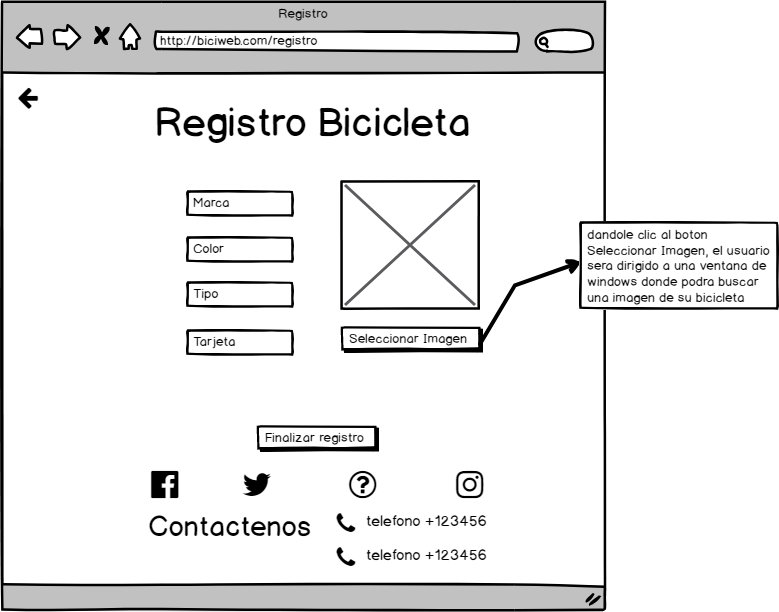 Registro
http://biciweb.com/registro
Registro Bicicleta
Marca
Color
Tipo
Tarjeta
Seleccionar Imagen
dandole clic al boton
Seleccionar Imagen, el usuario
sera dirigido a una ventana de
windows donde podra buscar
una imagen de su bicicleta
Finalizar registro
Contactenos
telefono +123456
telefono +123456